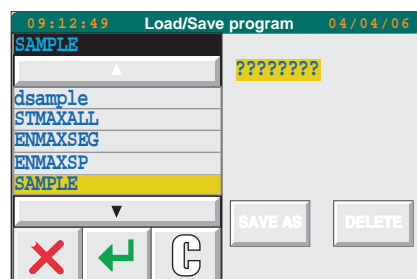 09:12:49 Load/Save program 04/04/06
SAMPLE
????????
dsample
STMAXALL
ENMAXSEG
ENMAXSP
SAMPLE
SAVE AS DELETE
C